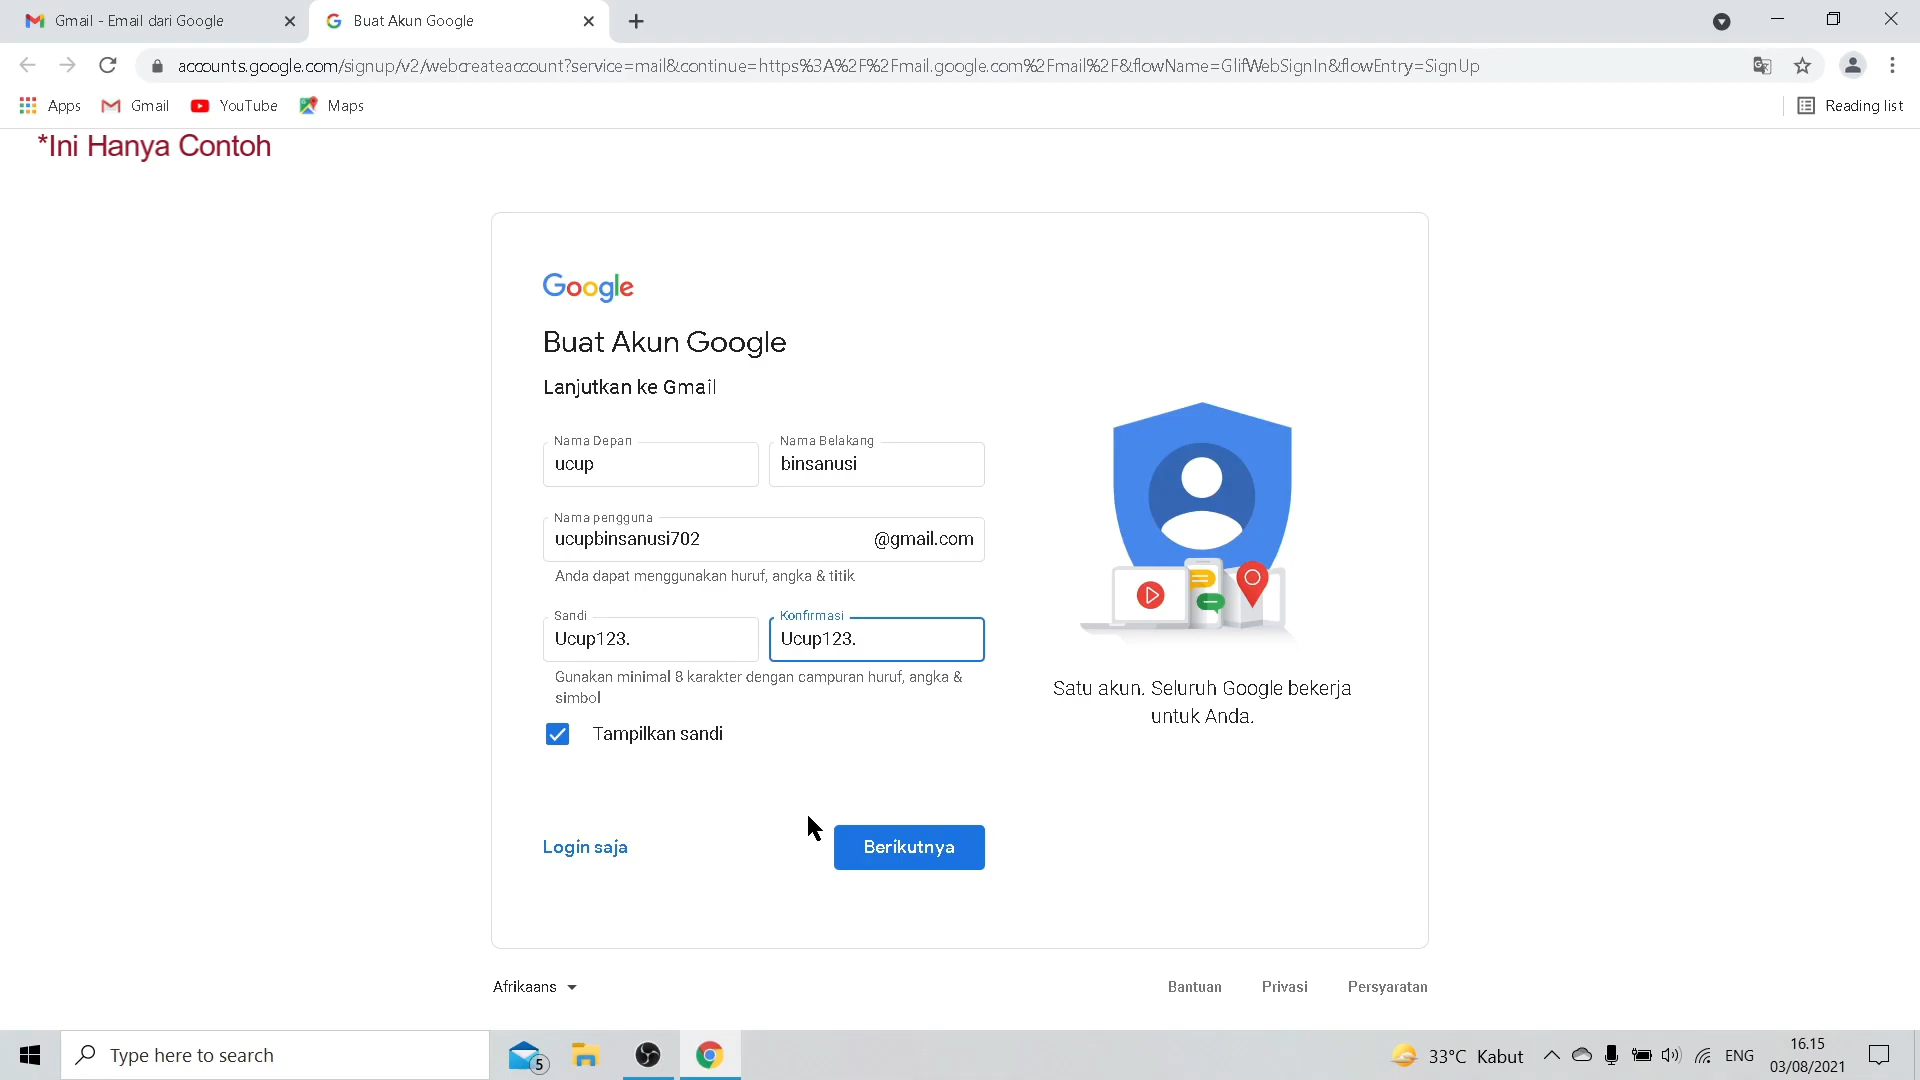 Gmail - Email dari Google
Buat Akun Google
accounts.google.com/signup/v2/webcreateaccount?service=mail&continue=https%3A%2F%2Fmail.google.com%2Fmail%2F&flowName=GlifWebSignIn&flowEntry=SignUp
Apps
Gmail
YouTube
Maps
Reading list
*Ini Hanya Contoh
Google
Buat Akun Google
Lanjutkan ke Gmail
Nama Depan
Nama Belakang
ucup
binsanusi
Nama pengguna
ucupbinsanusi702
@gmail.com
Anda dapat menggunakan huruf, angka & titik
Sandi
Konfirmasi
Ucup123.
Ucup123.
Gunakan minimal 8 karakter dengan campuran huruf, angka &
simbol
Tampilkan sandi
Login saja
Berikutnya
Satu akun. Seluruh Google bekerja
untuk Anda.
Afrikaans
Bantuan
Privasi
Persyaratan
Type here to search
5
33°C Kabut
ENG
16.15
03/08/2021